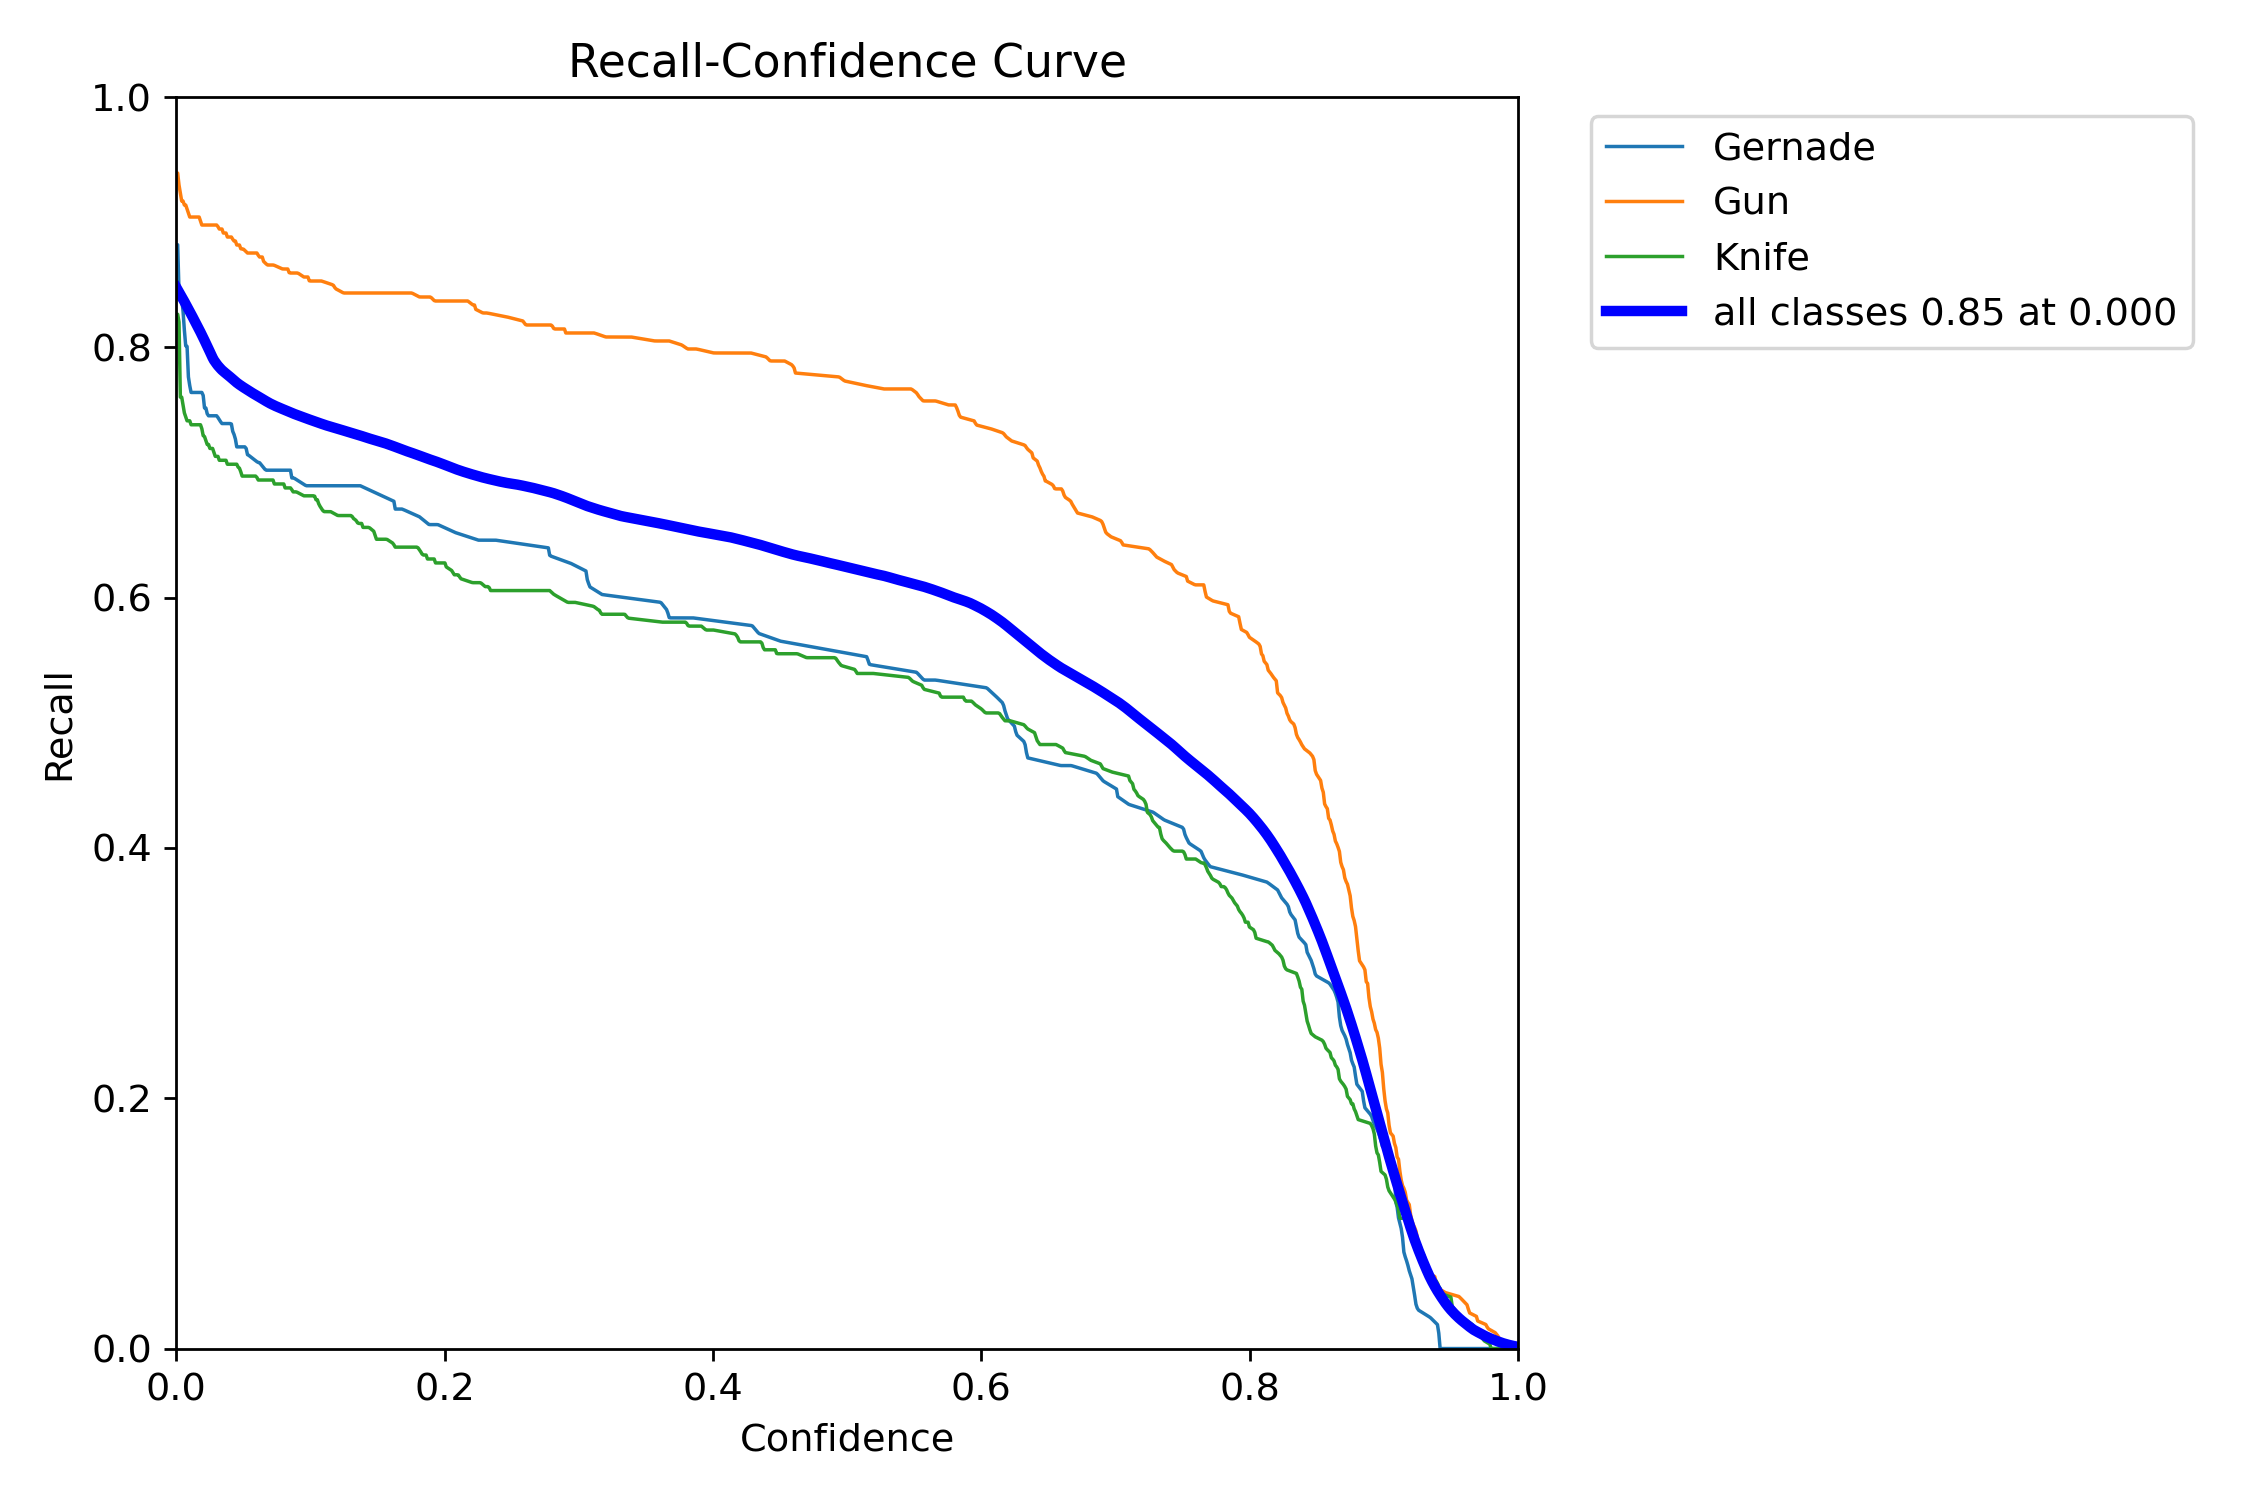 Recall-Confidence Curve
1.0
0.8
0.6
0.4
0.2
0.0
Recall
0.0 0.2 0.4 0.6 0.8 1.0
Confidence
Gernade
Gun
Knife
all classes 0.85 at 0.000